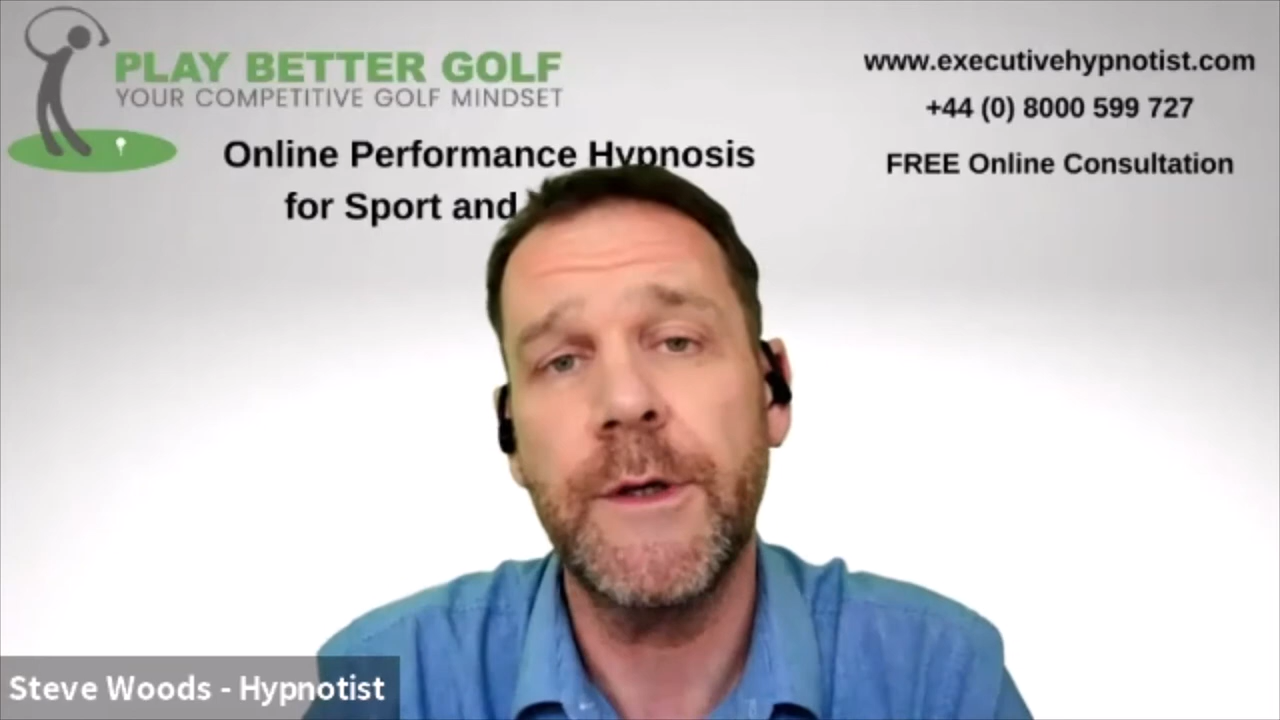 PLAY BETTER GOLF
YOUR COMPETITIVE GOLF MINDSET
Online Performance Hypnosis
for Sport and
www.executivehypnotist.com
+44 (0) 8000 599 727
FREE Online Consultation
Steve Woods - Hypnotist